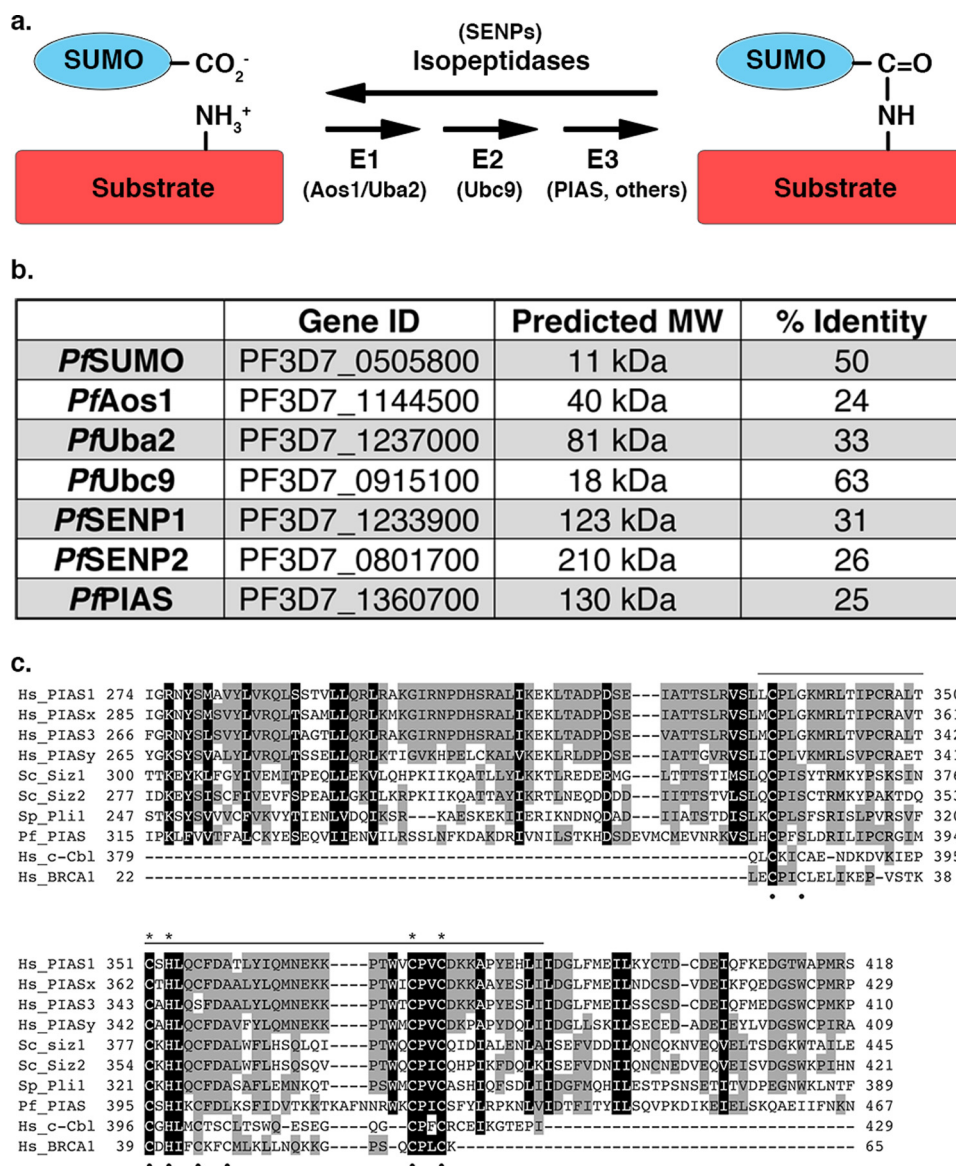 a.
(SENPs)
Isopeptidases
SUMO CO2-
NH3+
Substrate
E1 E2 E3
(Aos1/Uba2) (Ubc9) (PIAS, others)
SUMO C=O
NH
Substrate
b.
Gene ID Predicted MW % Identity
PfSUMO PF3D7_0505800 11 kDa 50
PfAos1 PF3D7_1144500 40 kDa 24
PfUba2 PF3D7_1237000 81 kDa 33
PfUbc9 PF3D7_0915100 18 kDa 63
PfSENP1 PF3D7_1233900 123 kDa 31
PfSENP2 PF3D7_0801700 210 kDa 26
PfPIAS PF3D7_1360700 130 kDa 25
c.
Hs_PIAS1 274 IGRNYSMAVYLVKQLSSTVLLQRLRAKGIRNPDHSRALIKEKLTADPDSE---IATTSLRVSLLCPLGKMRLTIPCRALT 350
Hs_PIASx 285 IGKNYSMSVYLVRQLTSAMLLQRLKMKGIRNPDHSRALIKEKLTADPDSE---IATTSLRVSLMCPLGKMRLTIPCRAVT 361
Hs_PIAS3 266 FGRNYSLSVYLVRQLTAGTLLQKLRAKGIRNPDHSRALIKEKLTADPDSE---VATTSLRVSLMCPLGKMRLTVPCRALT 342
Hs_PIASy 265 YGKSYSVALYLVRQLTSSELLQRLKTIGVKHPELCKALVKEKLRLDPDSE---IATTGVRVSLICPLVKMRLSVPCRAET 341
Sc_Siz1 300 TTKEYKLFGYIVEMITPEQLLEKVLQHPKIIKQATLLYLKKTLREDEEMG---LTTTSTIMSLQCPISYTRMKYPSKSIN 376
Sc_Siz2 277 IDKEYSISCFIVEVFSPEALLGKILKRPKIIKQATTAYIKRTLNEQDDDD---IITTSTVLSLQCPISCTRMKYPAKTDQ 353
Sp_Pli1 247 STKSYSVVVCFVKVYTIENLVDQIKSR--KAESKEKIIERIKNDNQDDAD---IIATSTDISLKCPLSFSRISLPVRSVF 320
Pf_PIAS 315 IPKLFVVTFALCKYESEQVIIENVILRSSLNFKDAKDRIVNILSTKHDSDEVMCMEVNRKVSLHCPFSLDRILIPCRGIM 394
Hs_c-Cbl 379 --------------------------------------------------------------QLCKICAE-NDKDVKIEP 395
Hs_BRCA1 22 --------------------------------------------------------------LECPICLELIKEP-VSTK 38
* * * *
Hs_PIAS1 351 CSHLQCFDATLYIQMNEKK----PTWVCPVCDKKAPYEHLIIDGLFMEILKYCTD-CDEIQFKEDGTWAPMRS 418
Hs_PIASx 362 CTHLQCFDAALYLQMNEKK----PTWICPVCDKKAAYESLILDGLFMEILNDCSD-VDEIKFQEDGSWCPMRP 429
Hs_PIAS3 343 CAHLQSFDAALYLQMNEKK----PTWTCPVCDKKAPYESLIIDGLFMEILSSCSD-CDEIQFMEDGSWCPMKP 410
Hs_PIASy 342 CAHLQCFDAVFYLQMNEKK----PTWMCPVCDKPAPYDQLIIDGLLSKILSECED-ADEIEYLVDGSWCPIRA 409
Sc_siz1 377 CKHLQCFDALWFLHSQLQI----PTWQCPVCQIDIALENLAISEFVDDILQNCQKNVEQVELTSDGKWTAILE 445
Sc_Siz2 354 CKHIQCFDALWFLHSQSQV----PTWQCPICQHPIKFDQLKISEFVDNIIQNCNEDVEQVEISVDGSWKPIHN 421
Sp_Pli1 321 CKHIQCFDASAFLEMNKQT----PSWMCPVCASHIQFSDLIIDGFMQHILESTPSNSETITVDPEGNWKLNTF 389
Pf_PIAS 395 CSHIKCFDLKSFIDVTKKTKAFNNRWKCPICSFYLRPKNLVIDTFITYILSQVPKDIKEIELSKQAEIIFNKN 467
Hs_c-Cbl 396 CGHLMCTSCLTSWQ-ESEG----QG-CPFCRCEIKGTEPI---------------------------------- 429
Hs_BRCA1 39 CDHIFCKFCMLKLLNQKKG----PS-QCPLCK------------------------------------------ 65